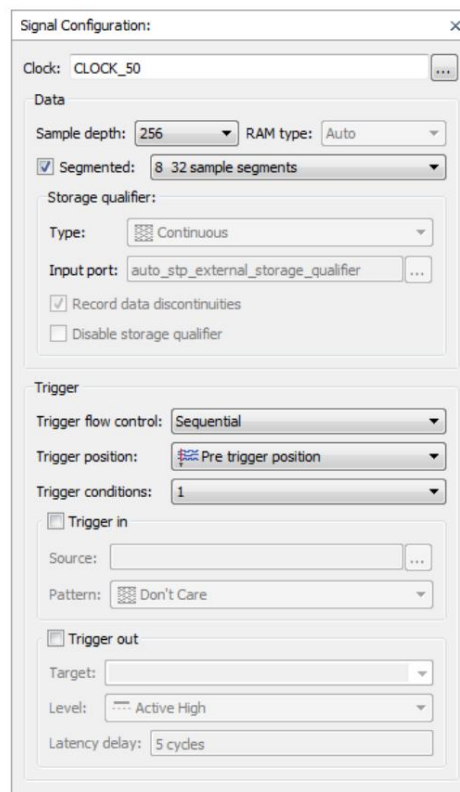 Signal Configuration:
Clock: CLOCK_50 ...
Data
Sample depth: 256 RAM type: Auto
Segmented: 8 32 sample segments
Storage qualifier:
Type: Continuous
Input port: auto_stp_external_storage_qualifier ...
Record data discontinuities
Disable storage qualifier
Trigger
Trigger flow control: Sequential
Trigger position: Pre trigger position
Trigger conditions: 1
Trigger in
Source: ...
Pattern: Don't Care
Trigger out
Target:
Level: Active High
Latency delay: 5 cycles